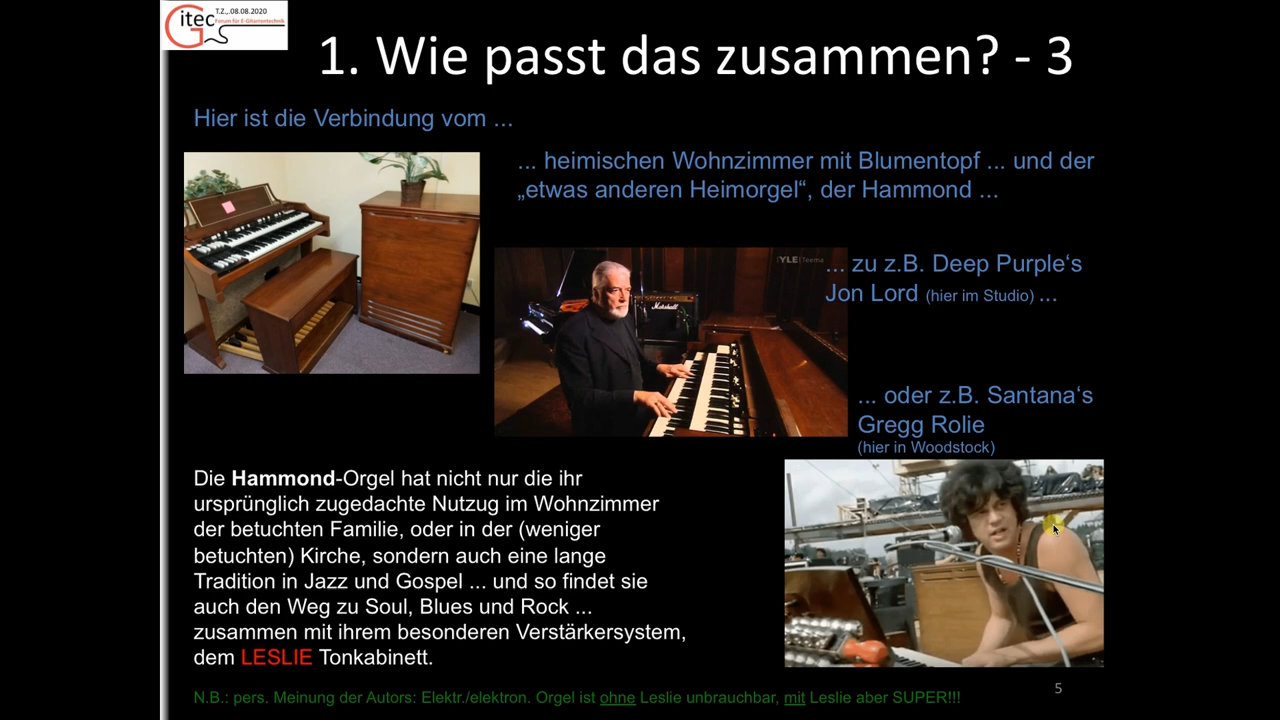 Gitec
T.Z.,.08.08.2020
Forum für E-Gitarrentechnik
1. Wie passt das zusammen? - 3
Hier ist die Verbindung vom ...
... heimischen Wohnzimmer mit Blumentopf ... und der
„etwas anderen Heimorgel“, der Hammond ...
YLE Teema
... zu z.B. Deep Purple‘s
Jon Lord (hier im Studio) ...
Marshall
... oder z.B. Santana‘s
Gregg Rolie
(hier in Woodstock)
Die Hammond-Orgel hat nicht nur die ihr
ursprünglich zugedachte Nutzug im Wohnzimmer
der betuchten Familie, oder in der (weniger
betuchten) Kirche, sondern auch eine lange
Tradition in Jazz und Gospel ... und so findet sie
auch den Weg zu Soul, Blues und Rock ...
zusammen mit ihrem besonderen Verstärkersystem,
dem LESLIE Tonkabinett.
N.B.: pers. Meinung der Autors: Elektr./elektron. Orgel ist ohne Leslie unbrauchbar, mit Leslie aber SUPER!!!
5